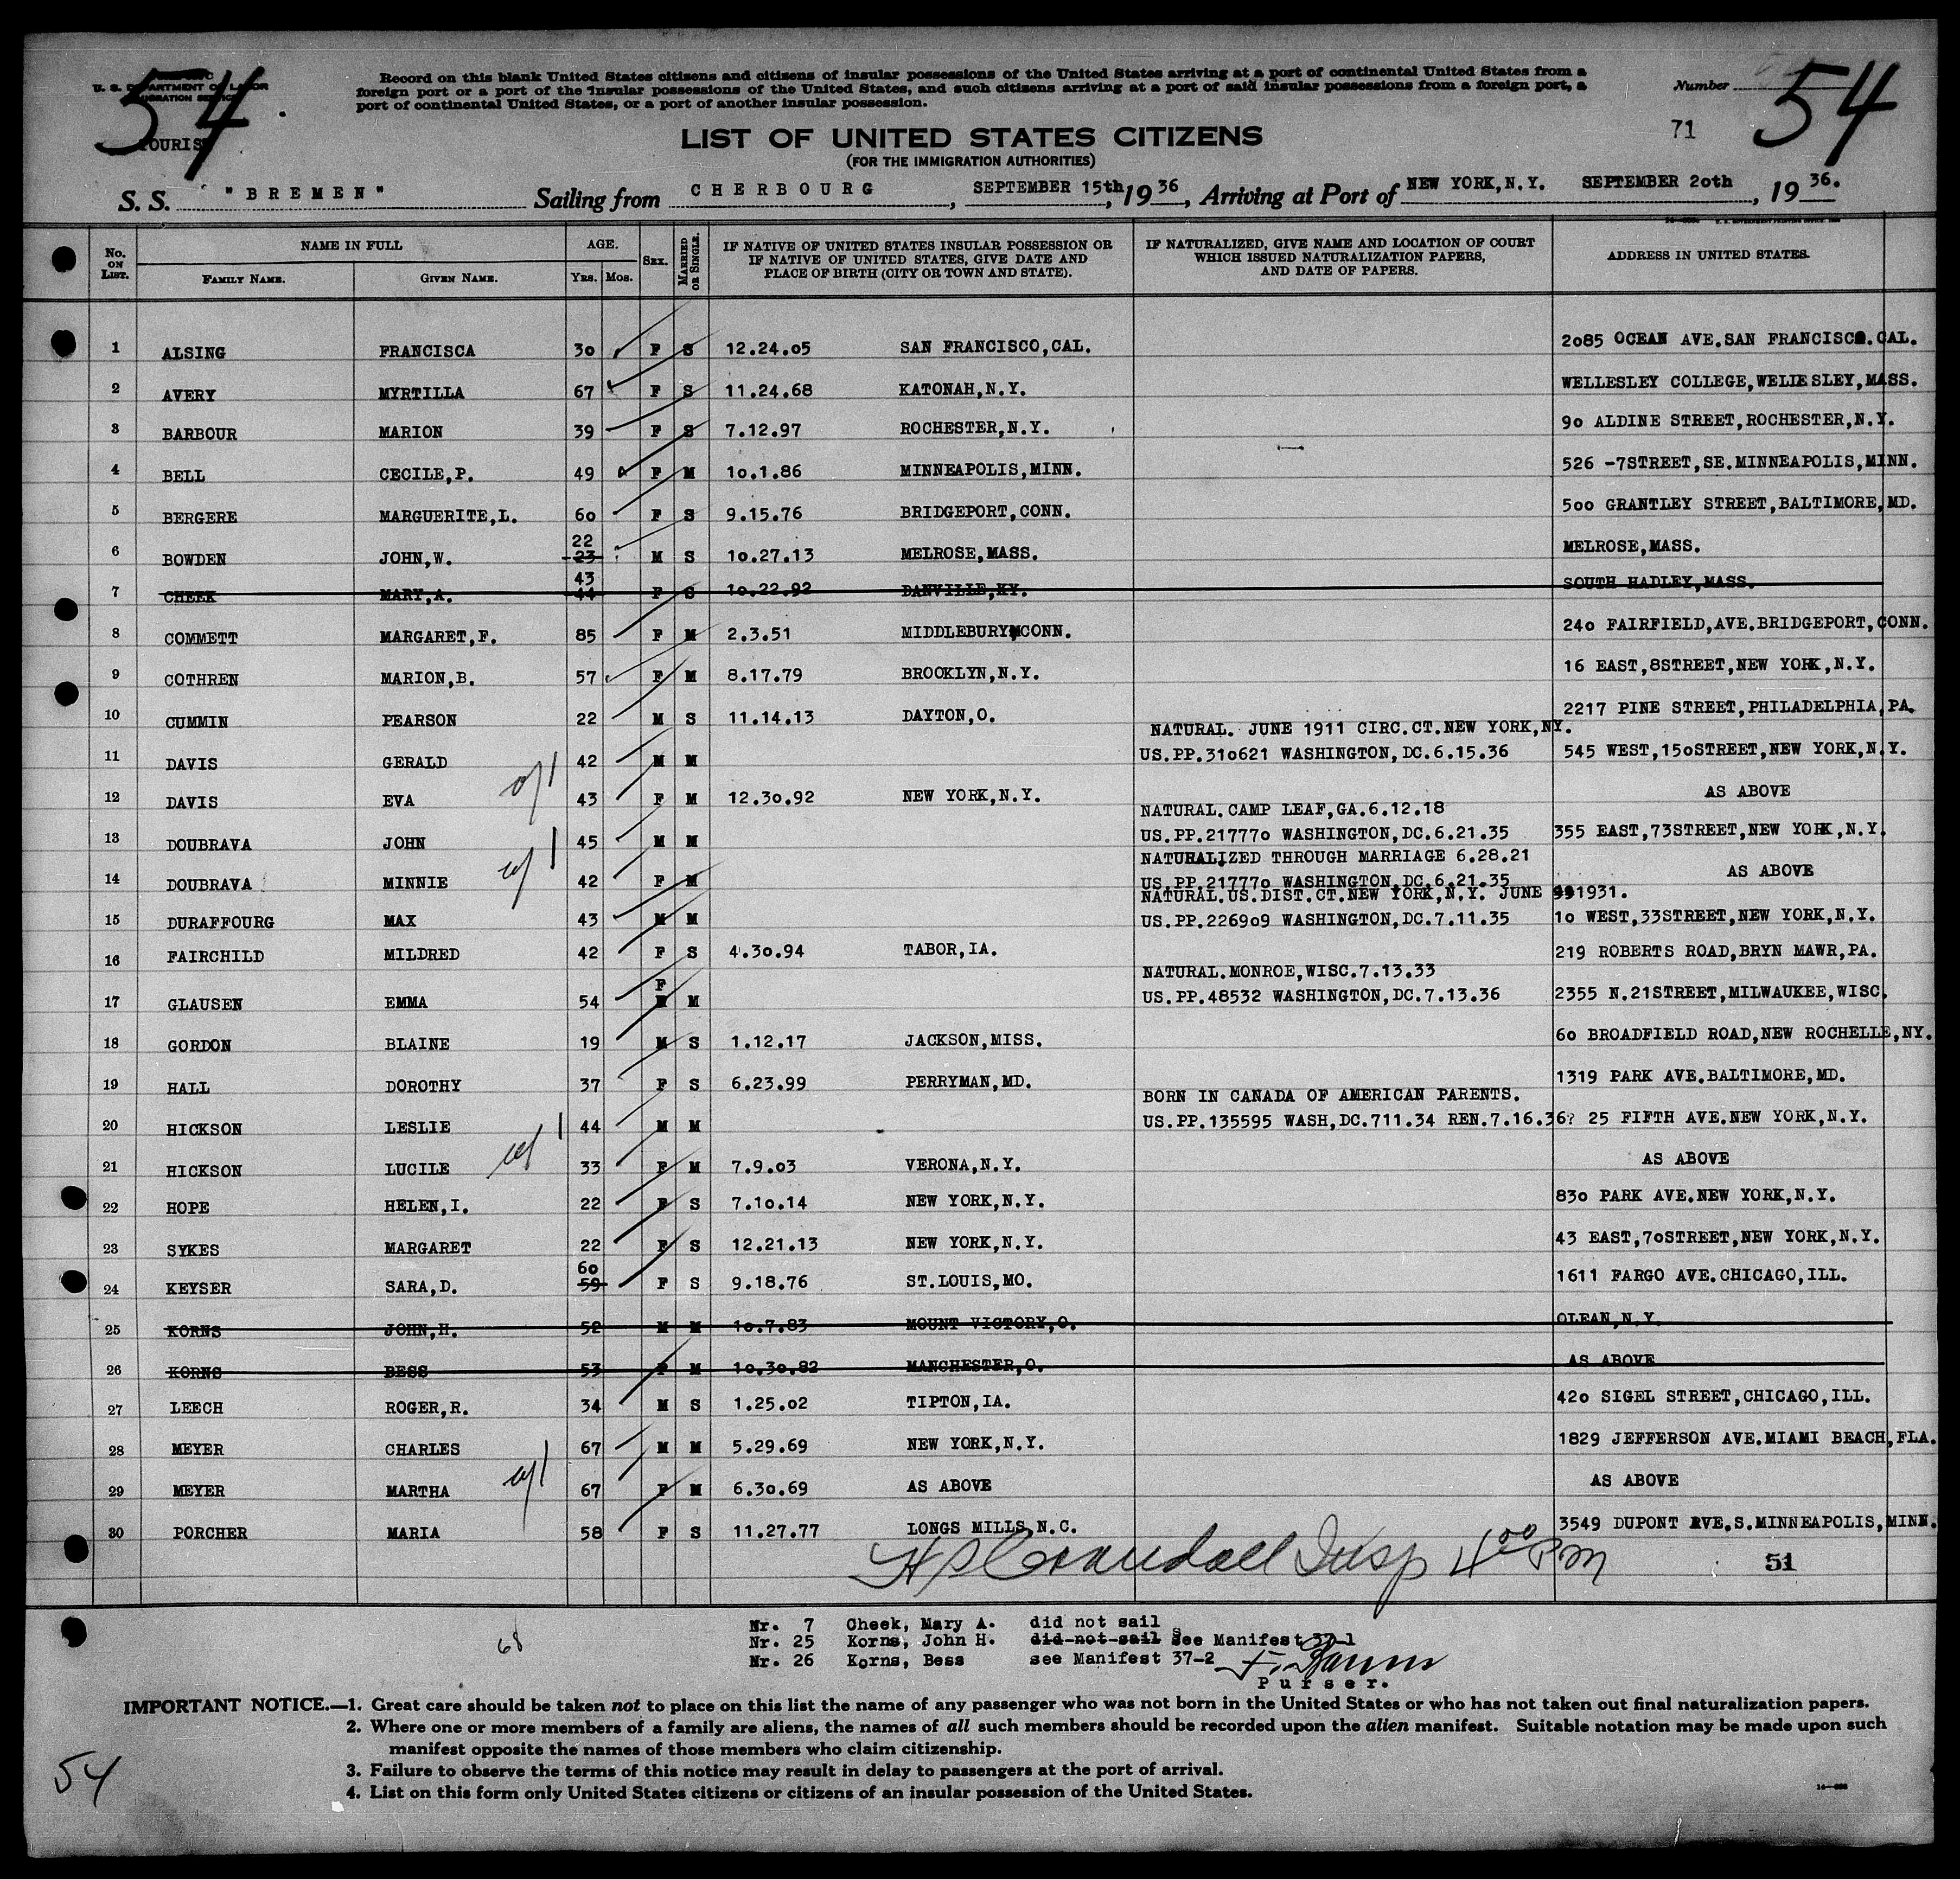 54
U. S. DEPARTMENT OF LABOR
TOURIST
Record on this blank United States citizens and citizens of insular possessions of the United States arriving at a port of continental United States from a
foreign port or a port of the insular possessions of the United States, and such citizens arriving at a port of said insular possessions from a foreign port, a
port of continental United States, or a port of another insular possession.
Number
71
54
LIST OF UNITED STATES CITIZENS
(FOR THE IMMIGRATION AUTHORITIES)
S. S. "BREMEN" Sailing from CHERBOURG, SEPTEMBER 15th, 1936, Arriving at Port of NEW YORK,N.Y. SEPTEMBER 20th, 1936.
No. ON LIST. NAME IN FULL FAMILY NAME. GIVEN NAME. AGE. YRS. MOS. SEX. MARRIED OR SINGLE. IF NATIVE OF UNITED STATES INSULAR POSSESSION OR IF NATIVE OF UNITED STATES, GIVE DATE AND PLACE OF BIRTH (CITY OR TOWN AND STATE). IF NATURALIZED, GIVE NAME AND LOCATION OF COURT WHICH ISSUED NATURALIZATION PAPERS, AND DATE OF PAPERS. ADDRESS IN UNITED STATES.
1 ALSING FRANCISCA 30 F S 12.24.05 SAN FRANCISCO,CAL. 2085 OCEAN AVE.SAN FRANCISCO.CAL.
2 AVERY MYRTILLA 67 F S 11.24.68 KATONAH,N.Y. WELLESLEY COLLEGE,WELLESLEY,MASS.
3 BARBOUR MARION 39 F S 7.12.97 ROCHESTER,N.Y. 90 ALDINE STREET,ROCHESTER,N.Y.
4 BELL CECILE,P. 49 F M 10.1.86 MINNEAPOLIS,MINN. 526 -7STREET,SE.MINNEAPOLIS,MINN.
5 BERGERE MARGUERITE,L. 60 F S 9.15.76 BRIDGEPORT,CONN. 500 GRANTLEY STREET,BALTIMORE,MD.
22
6 BOWDEN JOHN,W. 23 M S 10.27.13 MELROSE,MASS. MELROSE,MASS.
43
7 CHEEK MARY,A. 44 F S 10.22.92 DANVILLE,KY. SOUTH HADLEY,MASS.
8 COMMETT MARGARET,F. 85 F M 2.3.51 MIDDLEBURY,CONN. 240 FAIRFIELD,AVE.BRIDGEPORT,CONN.
9 COTHREN MARION,B. 57 F M 8.17.79 BROOKLYN,N.Y. 16 EAST,8STREET,NEW YORK,N.Y.
10 CUMMIN PEARSON 22 M S 11.14.13 DAYTON,O. 2217 PINE STREET,PHILADELPHIA,PA.
NATURAL. JUNE 1911 CIRC.CT.NEW YORK,NY.
11 DAVIS GERALD 42 M M US.PP.310621 WASHINGTON,DC.6.15.36 545 WEST,150STREET,NEW YORK,N.Y.
12 DAVIS EVA 43 F M 12.30.92 NEW YORK,N.Y. AS ABOVE
NATURAL.CAMP LEAF,GA.6.12.18
13 DOUBRAVA JOHN 45 M M US.PP.217770 WASHINGTON,DC.6.21.35 355 EAST,73STREET,NEW YORK,N.Y.
NATURALIZED THROUGH MARRIAGE 6.28.21
14 DOUBRAVA MINNIE 42 F M US.PP.217770 WASHINGTON,DC.6.21.35 AS ABOVE
NATURAL.US.DIST.CT.NEW YORK,N.Y. JUNE 1931.
15 DURAFFOURG MAX 43 M M US.PP.226909 WASHINGTON,DC.7.11.35 10 WEST,33STREET,NEW YORK,N.Y.
16 FAIRCHILD MILDRED 42 F S 4.30.94 TABOR,IA. 219 ROBERTS ROAD,BRYN MAWR,PA.
F NATURAL.MONROE,WISC.7.13.33
17 GLAUSEN EMMA 54 M M US.PP.48532 WASHINGTON,DC.7.13.36 2355 N.21STREET,MILWAUKEE,WISC.
18 GORDON BLAINE 19 M S 1.12.17 JACKSON,MISS. 60 BROADFIELD ROAD,NEW ROCHELLE,NY.
19 HALL DOROTHY 37 F S 6.23.99 PERRYMAN,MD. 1319 PARK AVE.BALTIMORE,MD.
BORN IN CANADA OF AMERICAN PARENTS.
20 HICKSON LESLIE 44 M M US.PP.135595 WASH,DC.711.34 REN.7.16.36? 25 FIFTH AVE.NEW YORK,N.Y.
21 HICKSON LUCILE 33 F M 7.9.03 VERONA,N.Y. AS ABOVE
22 HOPE HELEN,I. 22 F S 7.10.14 NEW YORK,N.Y. 830 PARK AVE.NEW YORK,N.Y.
23 SYKES MARGARET 22 F S 12.21.13 NEW YORK,N.Y. 43 EAST,70STREET,NEW YORK,N.Y.
60
24 KEYSER SARA,D. 59 F S 9.18.76 ST.LOUIS,MO. 1611 FARGO AVE.CHICAGO,ILL.
25 KORNS JOHN,H. 52 M M 10.7.83 MOUNT VICTORY,O. OLEAN,N.Y.
26 KORNS BESS 53 F M 10.30.82 MANCHESTER,O. AS ABOVE
27 LEECH ROGER,R. 34 M S 1.25.02 TIPTON,IA. 420 SIGEL STREET,CHICAGO,ILL.
28 MEYER CHARLES 67 M M 5.29.69 NEW YORK,N.Y. 1829 JEFFERSON AVE.MIAMI BEACH,FLA.
29 MEYER MARTHA 67 F M 6.30.69 AS ABOVE AS ABOVE
30 PORCHER MARIA 58 F S 11.27.77 LONGS MILLS,N.C. 3549 DUPONT AVE,S.MINNEAPOLIS,MINN.
Insp 4 00 PM
51
68
Nr. 7 Cheek, Mary A. did not sail
Nr. 25 Korns, John H. did not sail See Manifest 37-1
Nr. 26 Korns, Bess see Manifest 37-2
Purser.
IMPORTANT NOTICE.—1. Great care should be taken not to place on this list the name of any passenger who was not born in the United States or who has not taken out final naturalization papers.
2. Where one or more members of a family are aliens, the names of all such members should be recorded upon the alien manifest. Suitable notation may be made upon such
manifest opposite the names of those members who claim citizenship.
3. Failure to observe the terms of this notice may result in delay to passengers at the port of arrival.
4. List on this form only United States citizens or citizens of an insular possession of the United States.
54